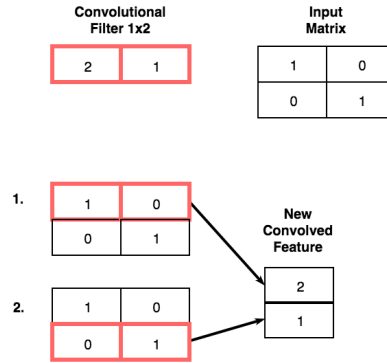 Convolutional
Filter 1x2
2 1
Input
Matrix
1 0
0 1
1.
1 0
0 1
New
Convolved
Feature
2
1
2.
1 0
0 1